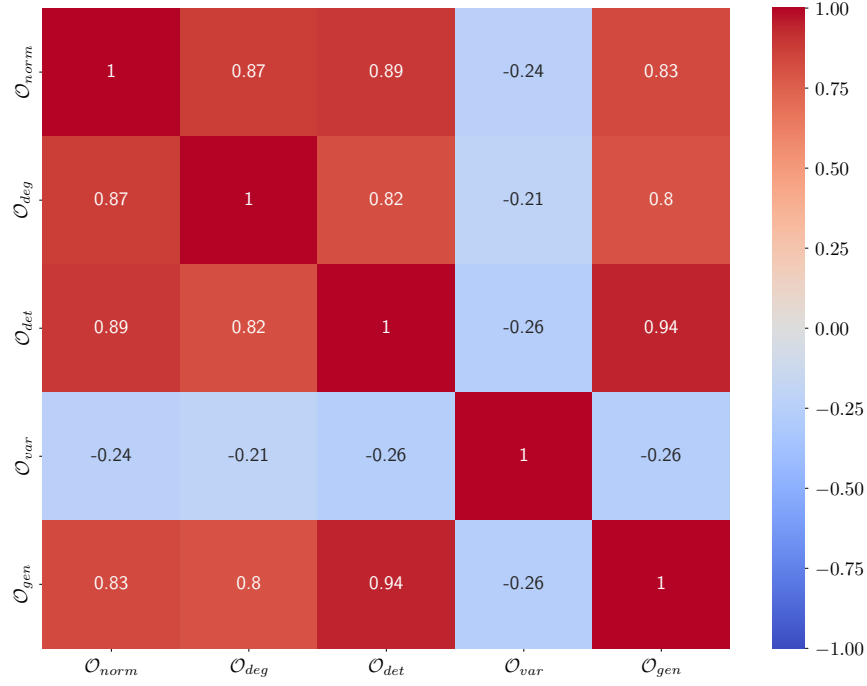 𝒪norm 1 0.87 0.89 -0.24 0.83
𝒪deg 0.87 1 0.82 -0.21 0.8
𝒪det 0.89 0.82 1 -0.26 0.94
𝒪var -0.24 -0.21 -0.26 1 -0.26
𝒪gen 0.83 0.8 0.94 -0.26 1
𝒪norm 𝒪deg 𝒪det 𝒪var 𝒪gen
1.00
0.75
0.50
0.25
0.00
−0.25
−0.50
−0.75
−1.00